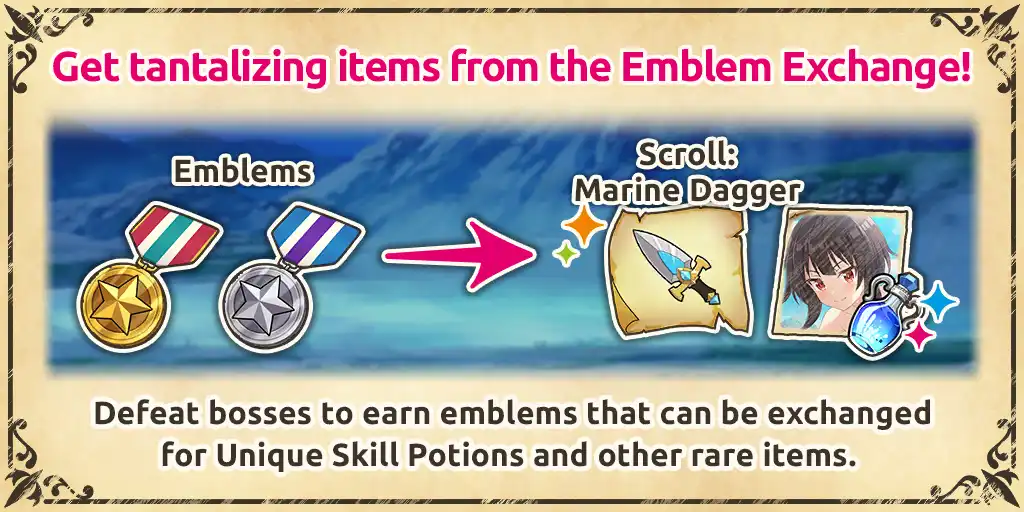 Get tantalizing items from the Emblem Exchange!
Emblems
Scroll:
Marine Dagger
Defeat bosses to earn emblems that can be exchanged
for Unique Skill Potions and other rare items.